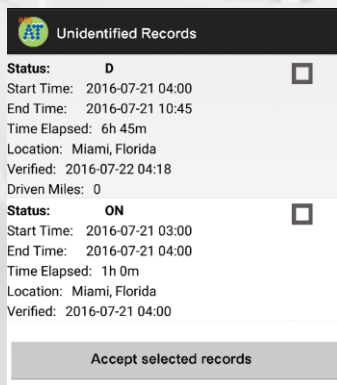 AT Unidentified Records
Status: D
Start Time: 2016-07-21 04:00
End Time: 2016-07-21 10:45
Time Elapsed: 6h 45m
Location: Miami, Florida
Verified: 2016-07-22 04:18
Driven Miles: 0
Status: ON
Start Time: 2016-07-21 03:00
End Time: 2016-07-21 04:00
Time Elapsed: 1h 0m
Location: Miami, Florida
Verified: 2016-07-21 04:00
Accept selected records